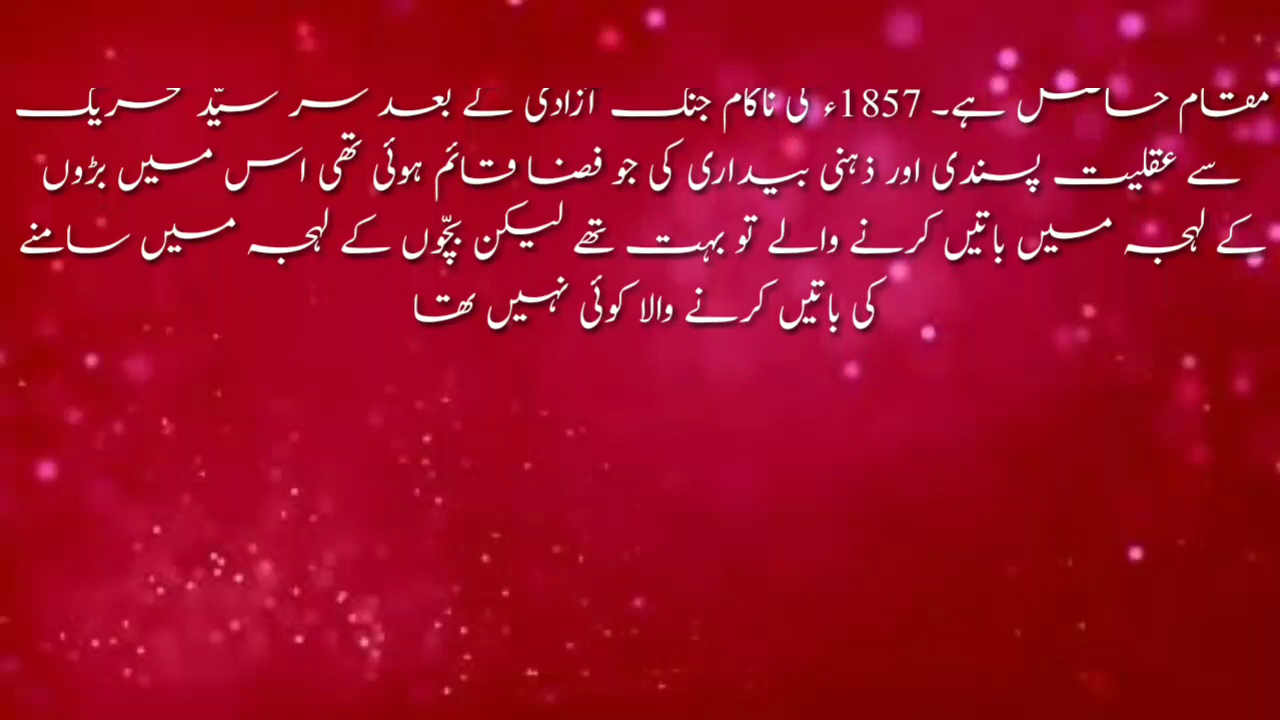 مقام حاصل ہے۔ 1857ء کی ناکام جنگ آزادی کے بعد سر سیّد تحریک
سے عقلیت پسندی اور ذہنی بیداری کی جو فضا قائم ہوئی تھی اس میں بڑوں
کے لہجہ میں باتیں کرنے والے تو بہت تھے لیکن بچّوں کے لہجہ میں سامنے
کی باتیں کرنے والا کوئی نہیں تھا